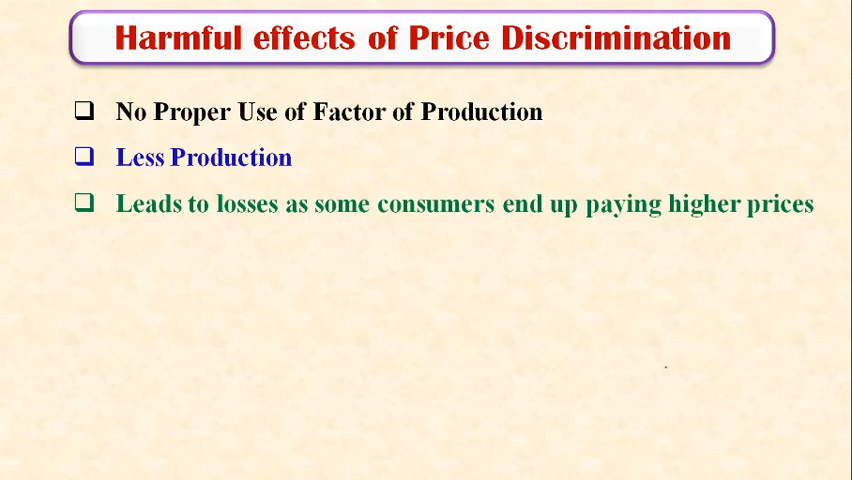 Harmful effects of Price Discrimination
No Proper Use of Factor of Production
Less Production
Leads to losses as some consumers end up paying higher prices